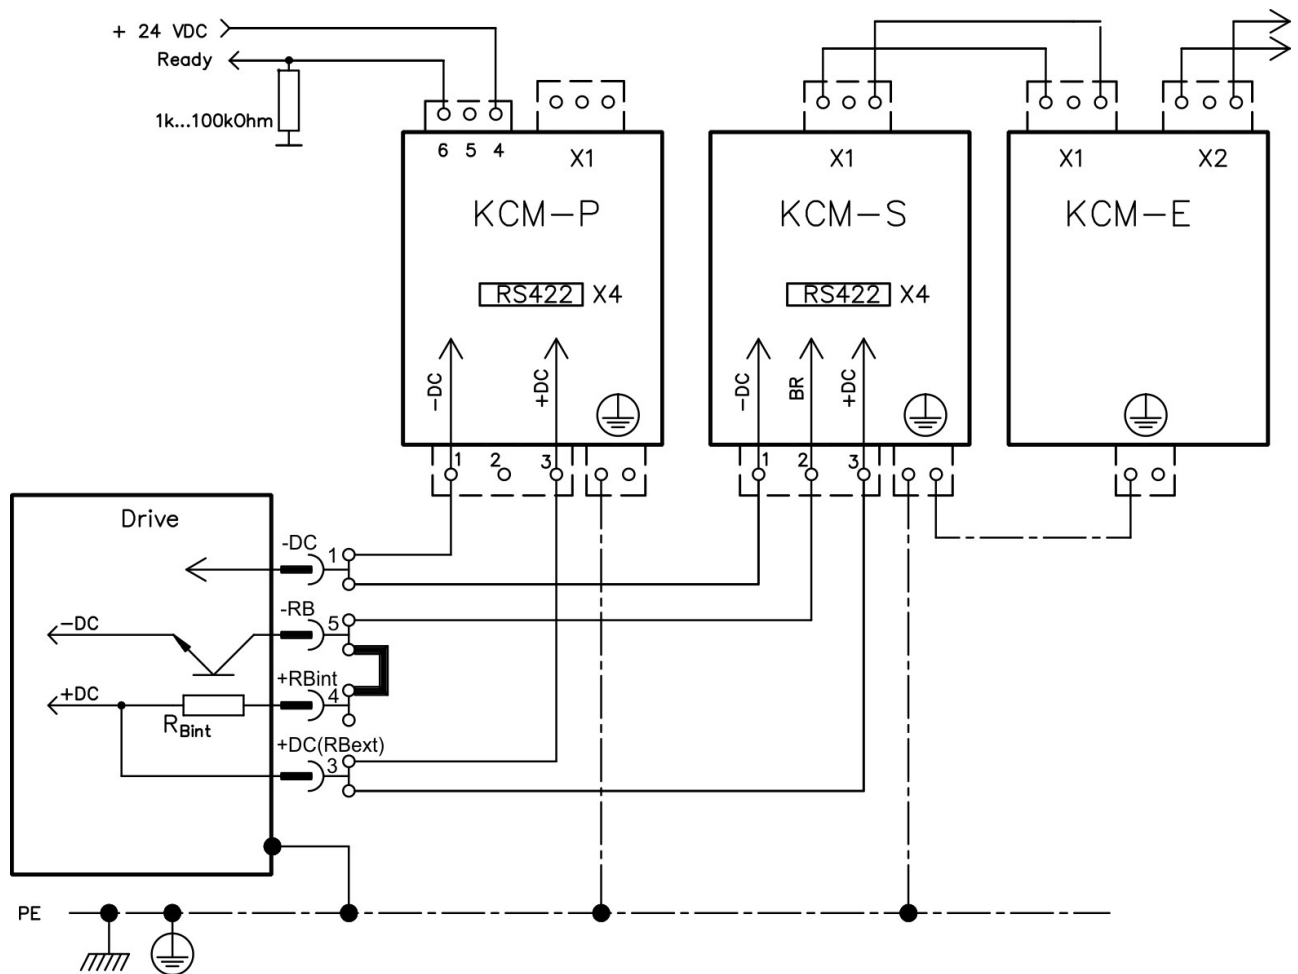 + 24 VDC
Ready
1k...100kOhm
6 5 4
X1
KCM-P
RS422 X4
-DC
+DC
1 2 3
X1
KCM-S
RS422 X4
-DC
BR
+DC
1 2 3
X1 X2
KCM-E
Drive
-DC
1
-RB
5
-DC
+RBint
4
+DC
RBint
+DC(RBext)
3
PE